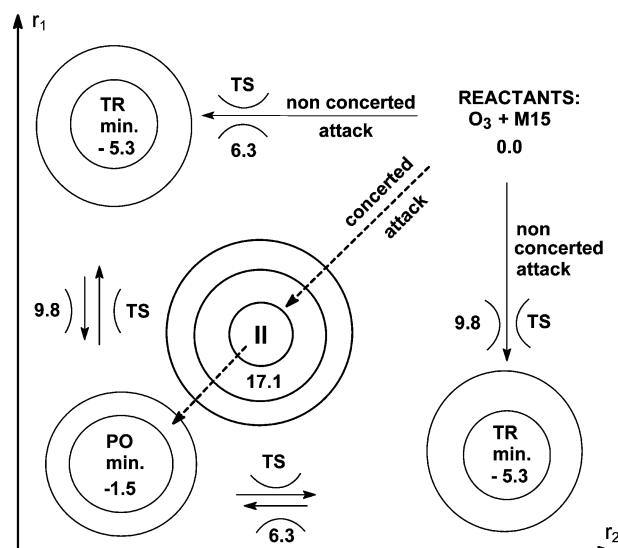 r1
TR
min.
- 5.3
TS
6.3
non concerted
attack
REACTANTS:
O3 + M15
0.0
concerted
attack
non
concerted
attack
9.8
TS
II
17.1
9.8
TS
PO
min.
-1.5
TS
6.3
TR
min.
- 5.3
r2